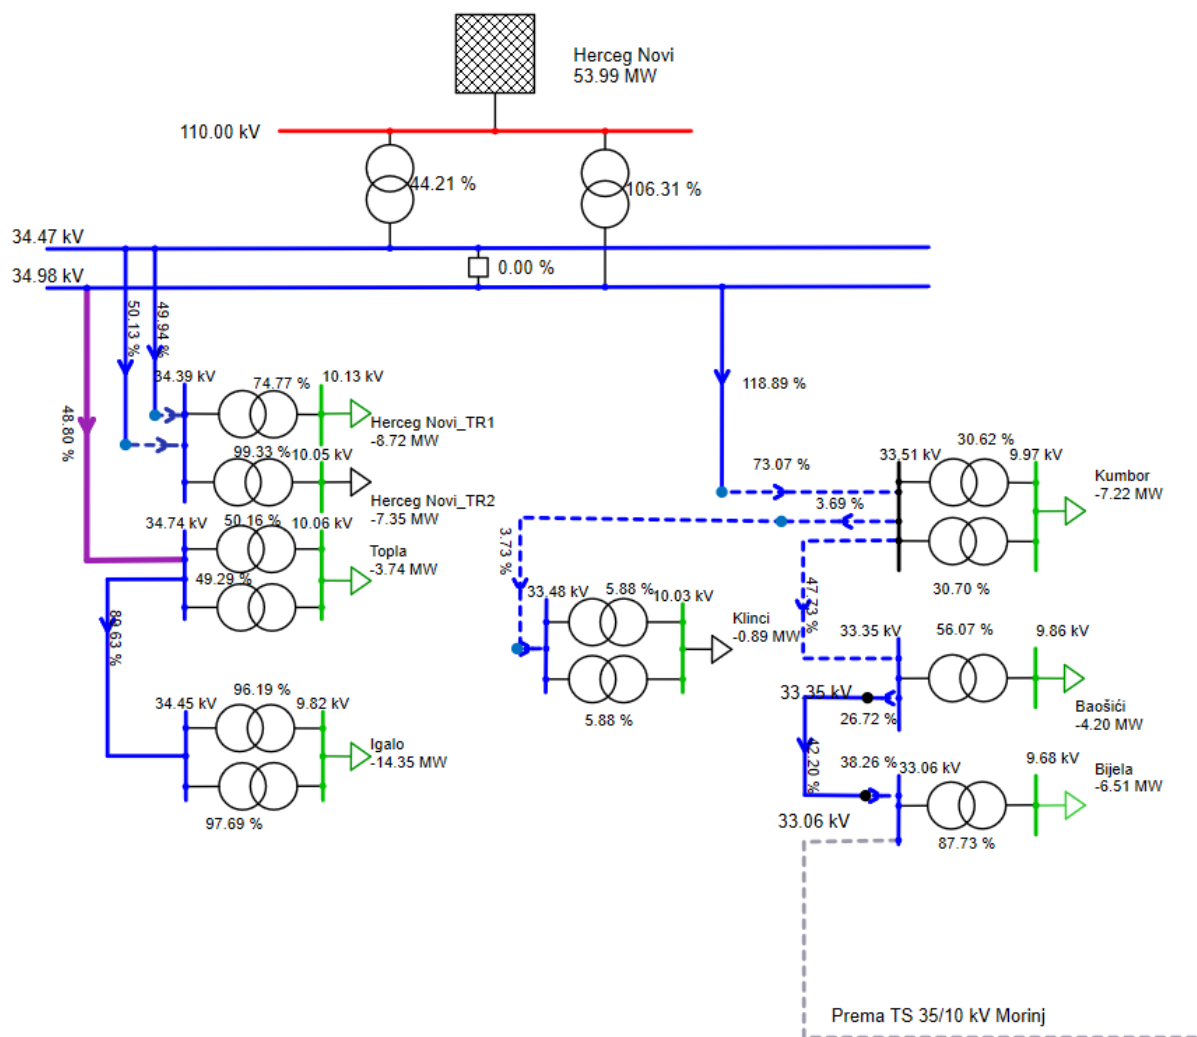 Herceg Novi
53.99 MW
110.00 kV
44.21 %
106.31 %
34.47 kV
0.00 %
34.98 kV
50.13 %
49.94 %
48.80 %
118.89 %
34.39 kV
74.77 %
10.13 kV
Herceg Novi_TR1
-8.72 MW
99.33 %
10.05 kV
Herceg Novi_TR2
-7.35 MW
34.74 kV
50.16 %
10.06 kV
Topla
-3.74 MW
49.29 %
89.63 %
34.45 kV
96.19 %
9.82 kV
Igalo
-14.35 MW
97.69 %
73.07 %
33.51 kV
30.62 %
9.97 kV
Kumbor
-7.22 MW
3.69 %
30.70 %
3.73 %
33.48 kV
5.88 %
10.03 kV
Klinci
-0.89 MW
5.88 %
47.73 %
33.35 kV
56.07 %
9.86 kV
33.35 kV
26.72 %
Baošići
-4.20 MW
42.20 %
38.26 %
33.06 kV
9.68 kV
Bijela
-6.51 MW
33.06 kV
87.73 %
Prema TS 35/10 kV Morinj